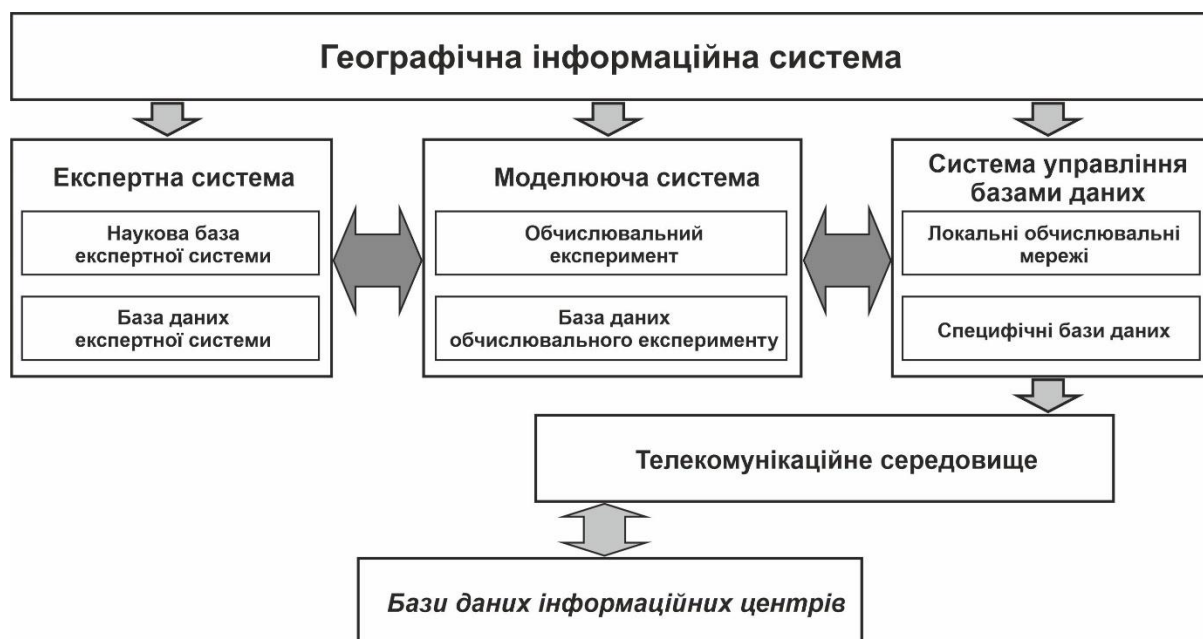 Географічна інформаційна система
Експертна система
Наукова база
експертної системи
База даних
експертної системи
Моделююча система
Обчислювальний
експеримент
База даних
обчислювального експерименту
Система управління
базами даних
Локальні обчислювальні
мережі
Специфічні бази даних
Телекомунікаційне середовище
Бази даних інформаційних центрів